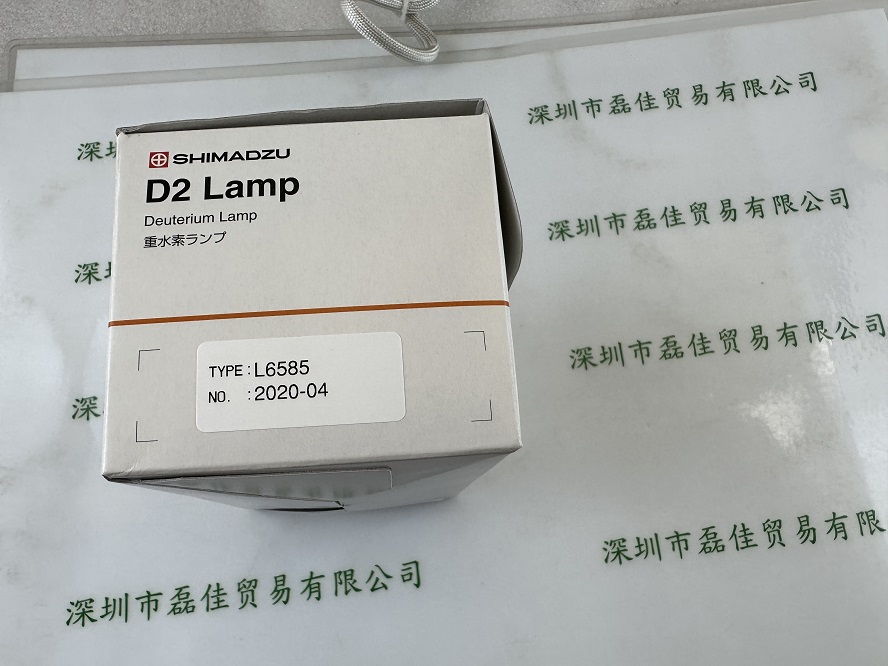 SHIMADZU
D2 Lamp
Deuterium Lamp
重水素ランプ
TYPE : L6585
NO. : 2020-04
深圳市磊佳贸易有限公司
深圳市磊佳贸易有限公司
深圳市磊佳贸易有限公司
深圳市磊佳贸易有限
深圳市磊佳贸易有限公司
深圳
深圳
深